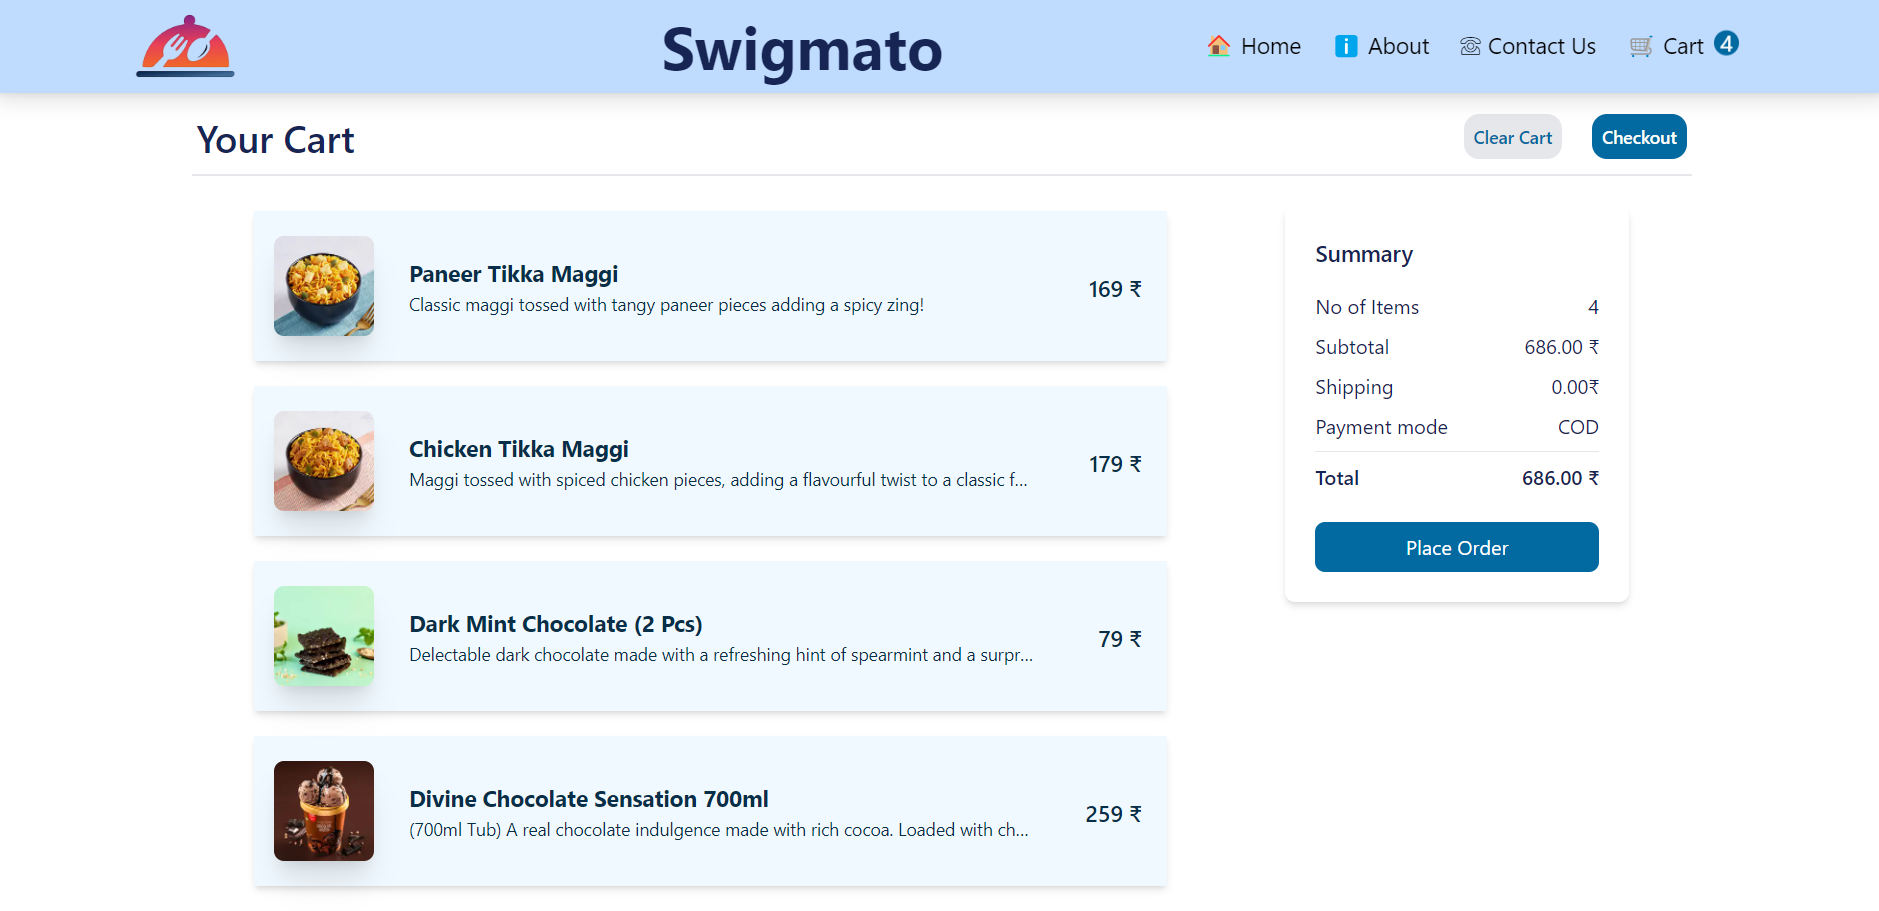 Swigmato
Home
About
Contact Us
Cart 4
Your Cart
Clear Cart
Checkout
Paneer Tikka Maggi
Classic maggi tossed with tangy paneer pieces adding a spicy zing!
169 ₹
Chicken Tikka Maggi
Maggi tossed with spiced chicken pieces, adding a flavourful twist to a classic f...
179 ₹
Dark Mint Chocolate (2 Pcs)
Delectable dark chocolate made with a refreshing hint of spearmint and a surpr...
79 ₹
Divine Chocolate Sensation 700ml
(700ml Tub) A real chocolate indulgence made with rich cocoa. Loaded with ch...
259 ₹
Summary
No of Items 4
Subtotal 686.00 ₹
Shipping 0.00₹
Payment mode COD
Total 686.00 ₹
Place Order